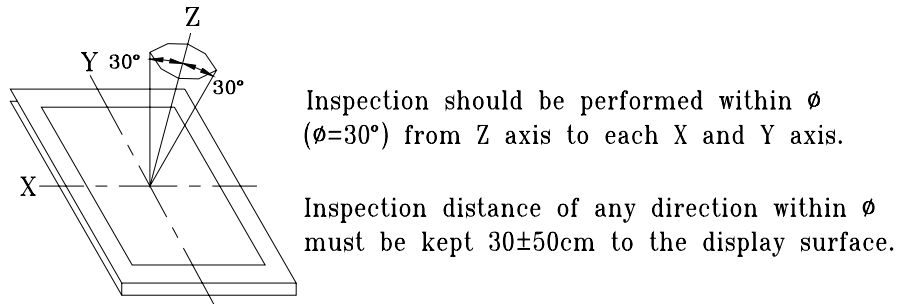 Z
Y 30°
30°
X
Inspection should be performed within ø
(ø=30°) from Z axis to each X and Y axis.
Inspection distance of any direction within ø
must be kept 30±50cm to the display surface.